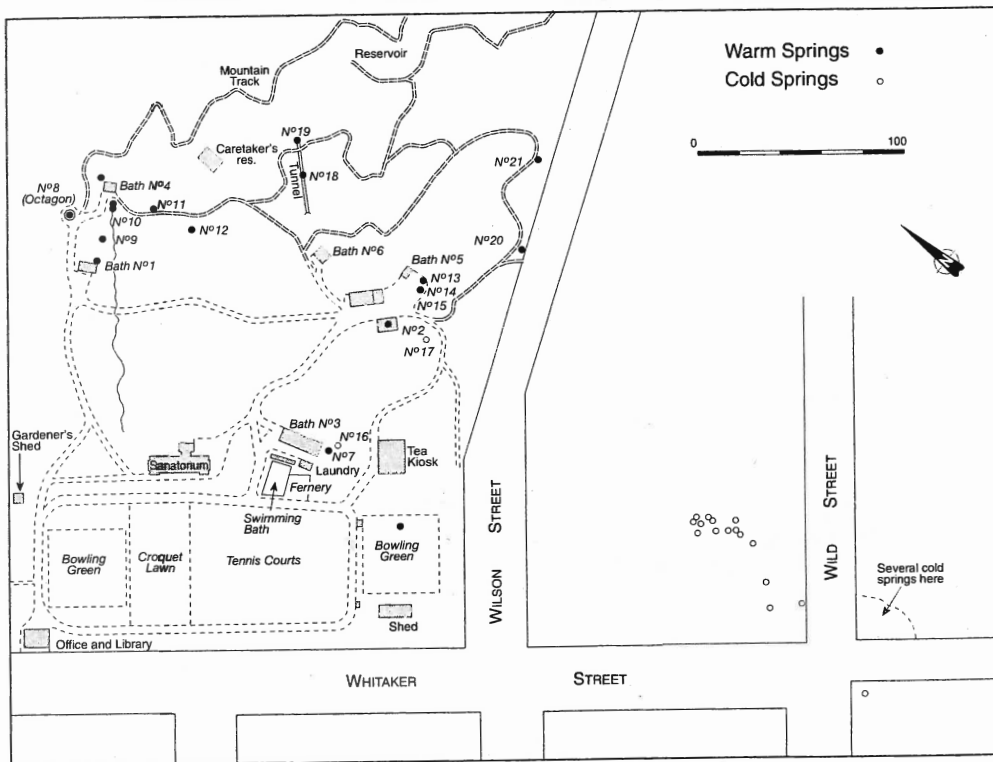 Warm Springs
Cold Springs
100
Reservoir
Mountain
Track
Nº19
Caretaker's
res.
Tunnel
Nº18
Nº21
Nº8
(Octagon)
Bath Nº4
Nº11
Nº10
Nº12
Nº9
Bath Nº1
Nº20
Bath Nº6
Bath Nº5
Nº13
Nº14
Nº15
Nº2
Nº17
N
Bath Nº3
Nº16
Nº7
Laundry
Fernery
Tea
Kiosk
Gardener's
Shed
Sanatorium
Swimming
Bath
Bowling
Green
Croquet
Lawn
Tennis Courts
Bowling
Green
Shed
Office and Library
WILSON STREET
WILD STREET
Several cold
springs here
WHITAKER STREET